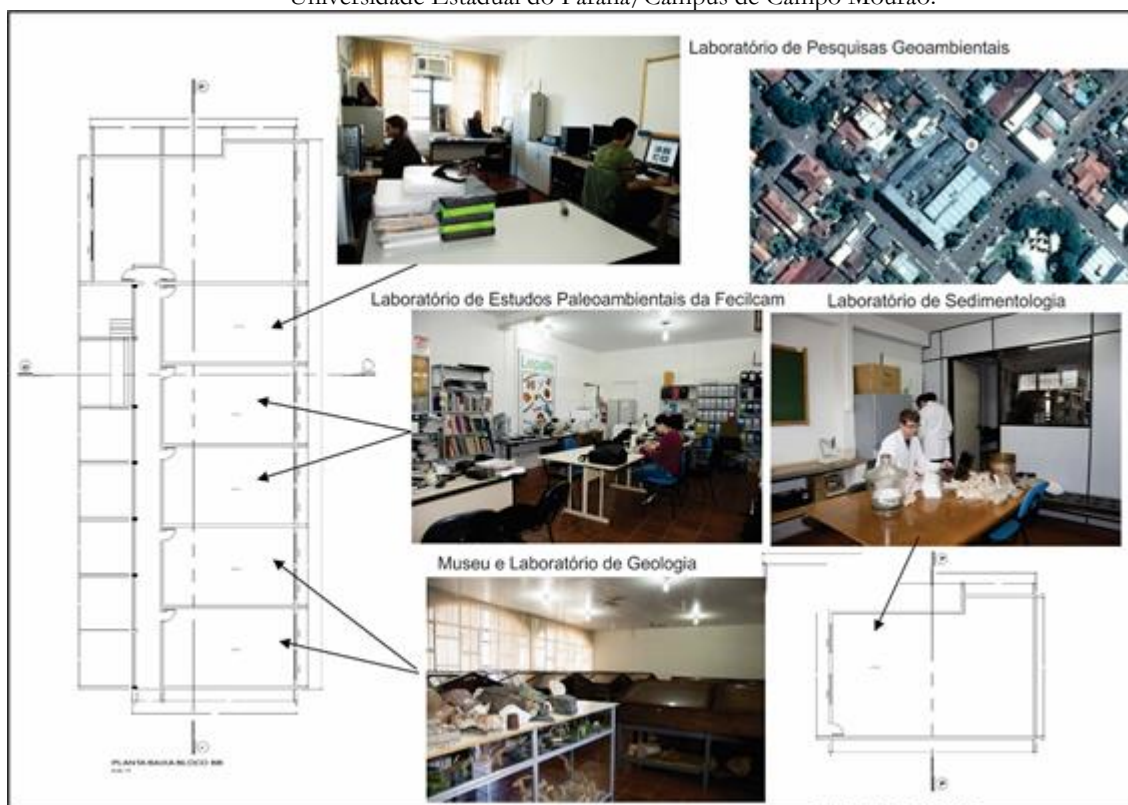 Universidade Estadual do Paraná/Campus de Campo Mourão.
Laboratório de Pesquisas Geoambientais
Laboratório de Estudos Paleoambientais da Fecilcam
Laboratório de Sedimentologia
Museu e Laboratório de Geologia
PLANTA BAIXA BLOCO